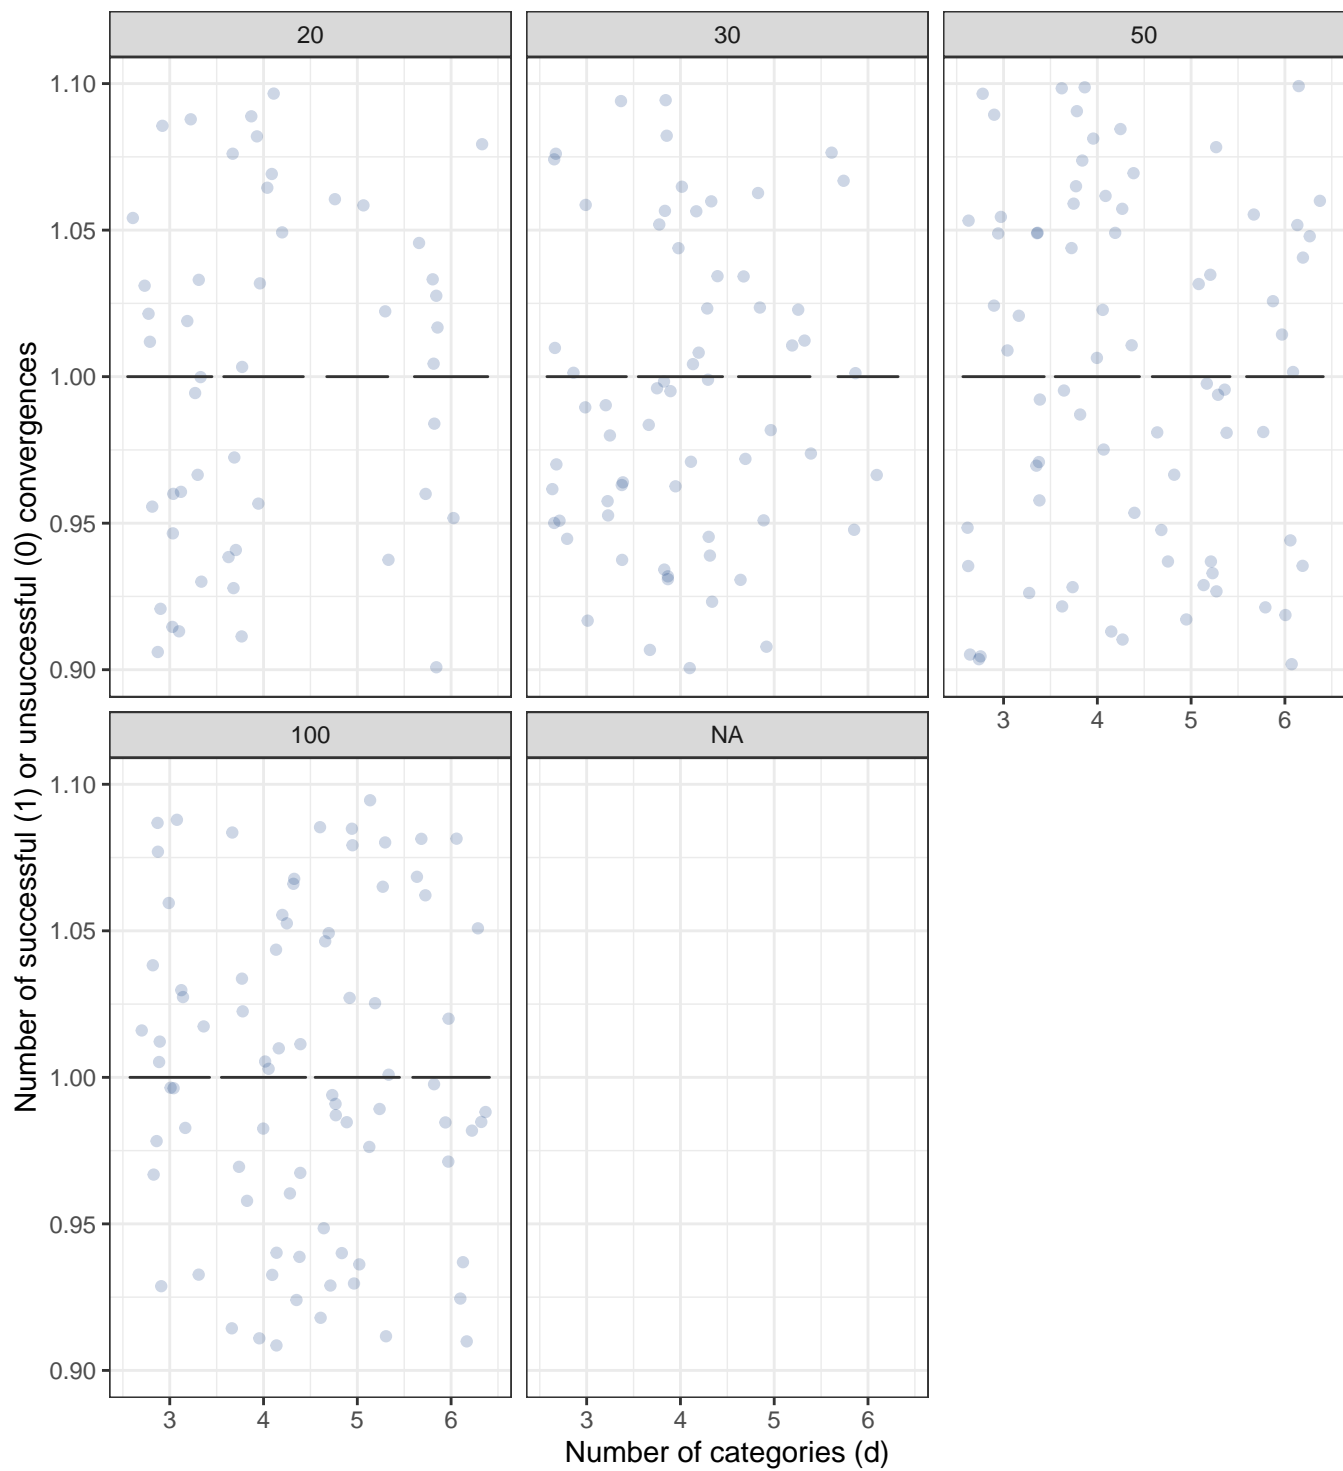 20
30
50
1.10
1.05
1.00
0.95
0.90
3 4 5 6
100
NA
1.10
1.05
1.00
0.95
0.90
3 4 5 6
3 4 5 6
Number of categories (d)
Number of successful (1) or unsuccessful (0) convergences